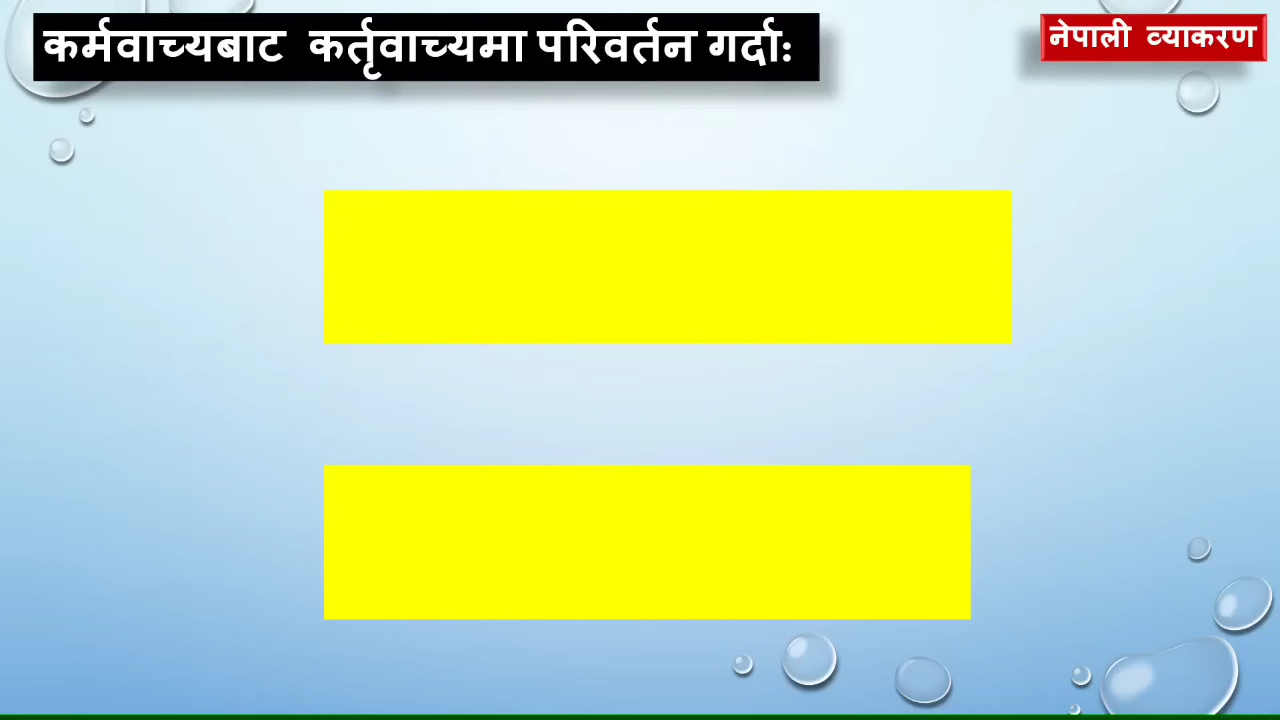 कर्मवाच्यबाट कर्तृवाच्यमा परिवर्तन गर्दाः
नेपाली व्याकरण